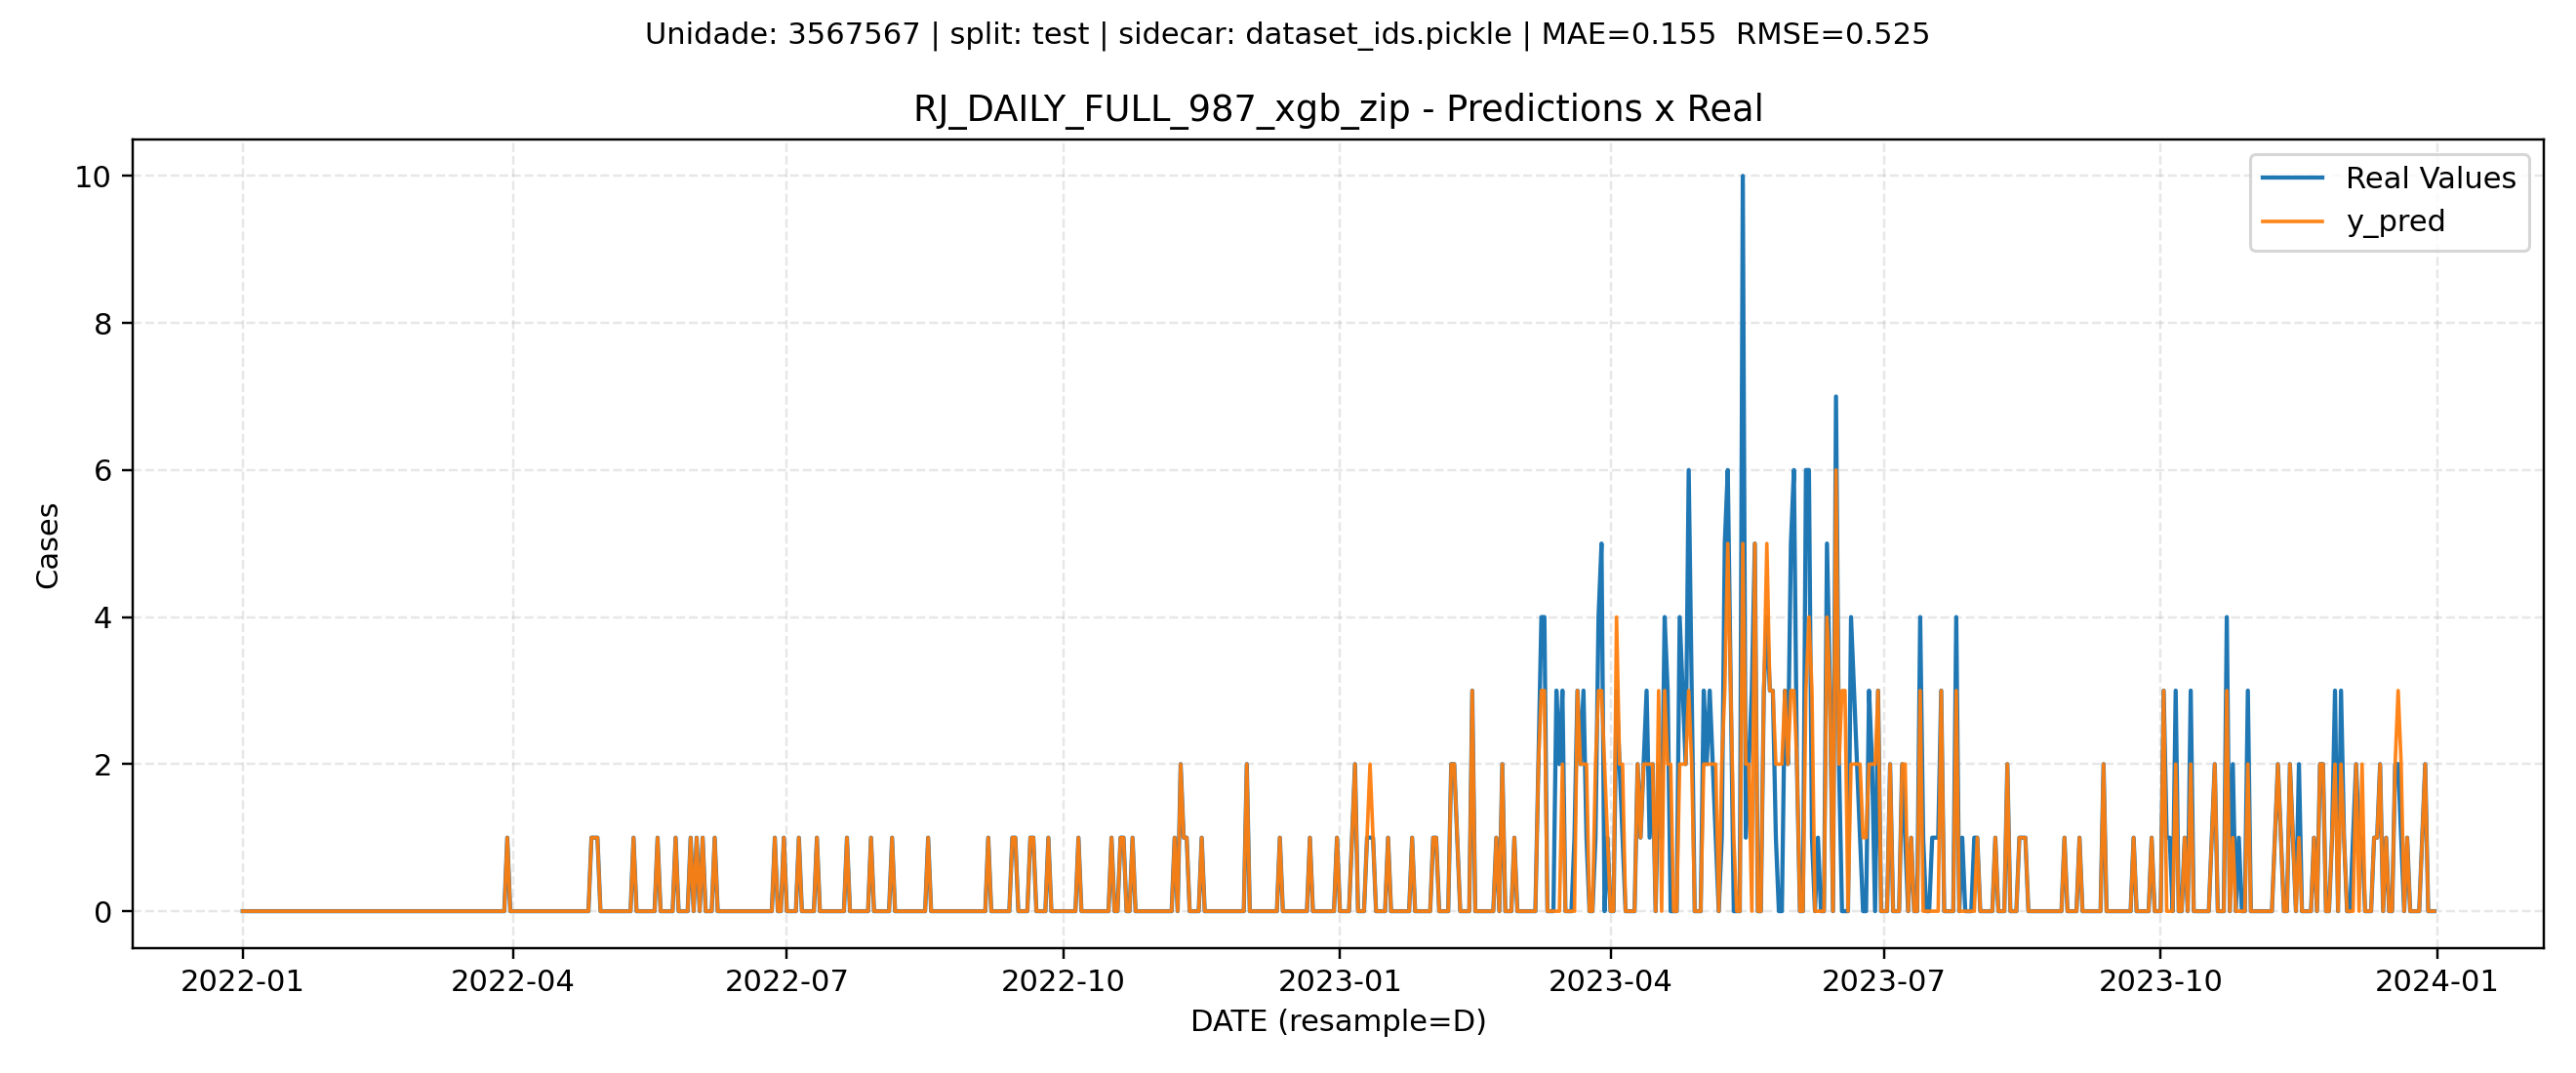 Unidade: 3567567 | split: test | sidecar: dataset_ids.pickle | MAE=0.155  RMSE=0.525
RJ_DAILY_FULL_987_xgb_zip - Predictions x Real
Real Values
y_pred
10
8
6
4
2
0
Cases
2022-01
2022-04
2022-07
2022-10
2023-01
2023-04
2023-07
2023-10
2024-01
DATE (resample=D)